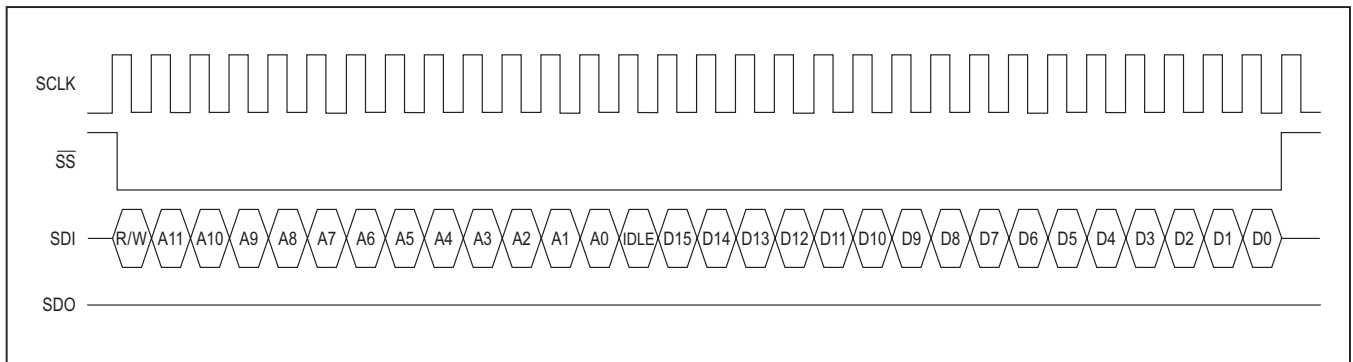 SCLK
SS
SDI R/W A11 A10 A9 A8 A7 A6 A5 A4 A3 A2 A1 A0 IDLE D15 D14 D13 D12 D11 D10 D9 D8 D7 D6 D5 D4 D3 D2 D1 D0
SDO